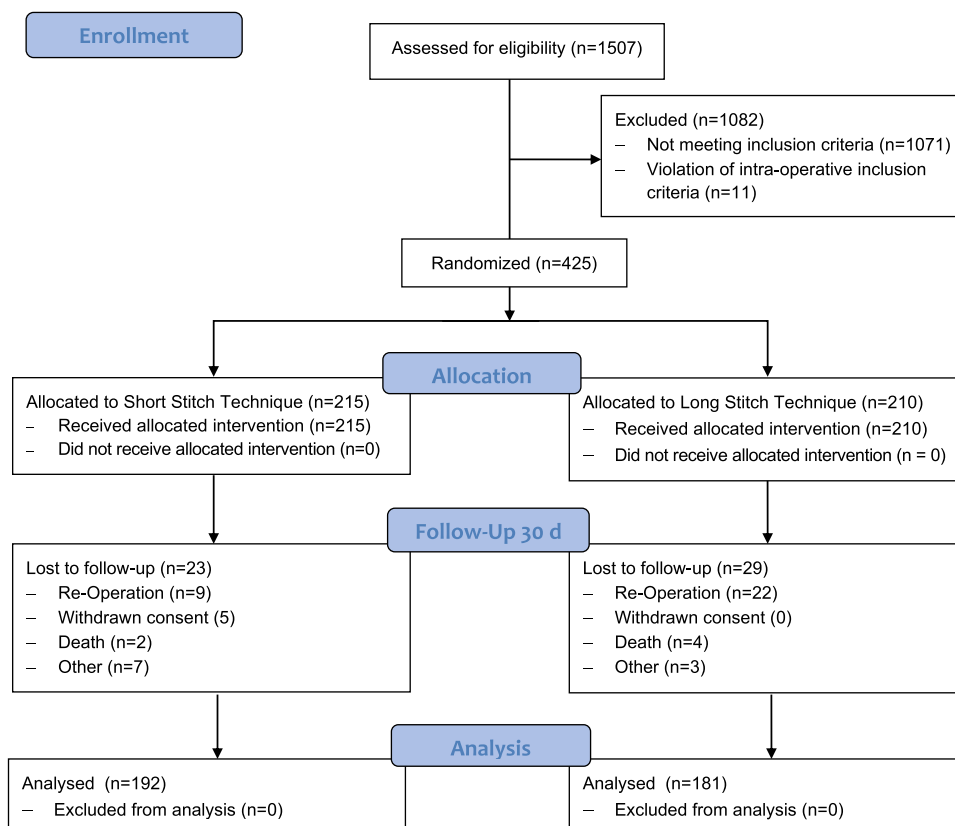 Enrollment
Assessed for eligibility (n=1507)
Excluded (n=1082)
– Not meeting inclusion criteria (n=1071)
– Violation of intra-operative inclusion
criteria (n=11)
Randomized (n=425)
Allocation
Allocated to Short Stitch Technique (n=215)
– Received allocated intervention (n=215)
– Did not receive allocated intervention (n=0)
Allocated to Long Stitch Technique (n=210)
– Received allocated intervention (n=210)
– Did not receive allocated intervention (n = 0)
Follow-Up 30 d
Lost to follow-up (n=23)
– Re-Operation (n=9)
– Withdrawn consent (5)
– Death (n=2)
– Other (n=7)
Lost to follow-up (n=29)
– Re-Operation (n=22)
– Withdrawn consent (0)
– Death (n=4)
– Other (n=3)
Analysis
Analysed (n=192)
– Excluded from analysis (n=0)
Analysed (n=181)
– Excluded from analysis (n=0)